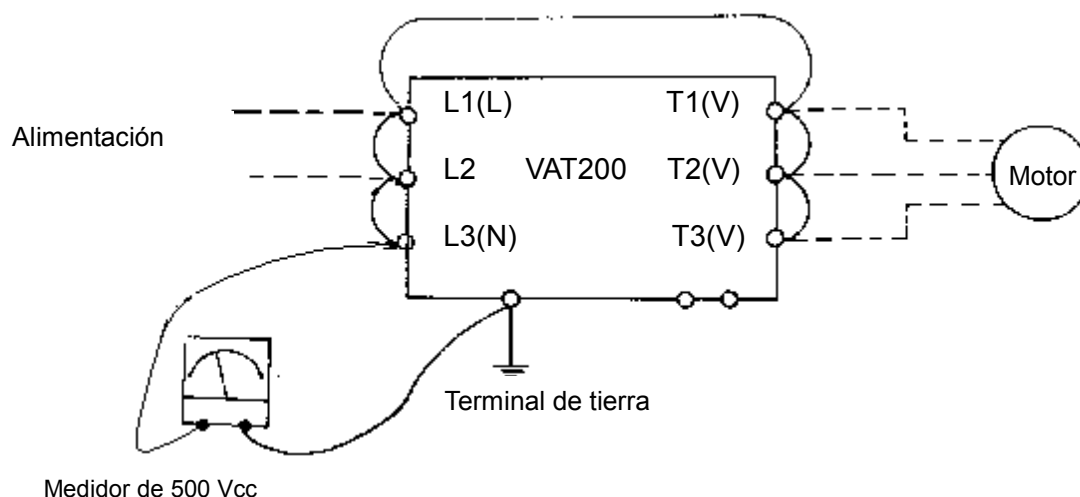 L1(L) T1(V)
Alimentación
L2 VAT200 T2(V) Motor
L3(N) T3(V)
Terminal de tierra
Medidor de 500 Vcc